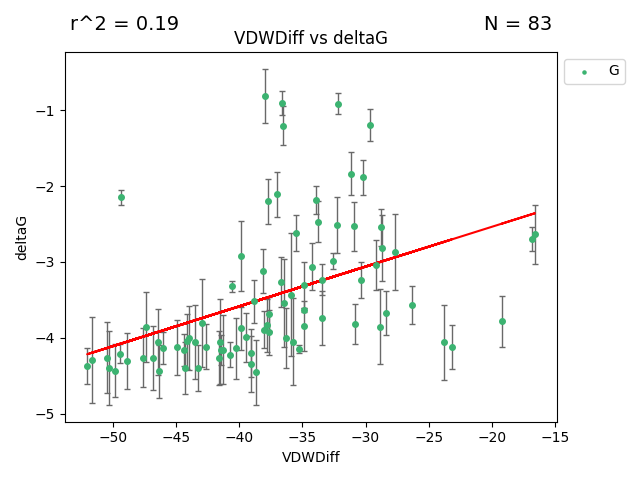 r^2 = 0.19
N = 83
VDWDiff vs deltaG
G
deltaG
−1
−2
−3
−4
−5
−50
−45
−40
−35
−30
−25
−20
−15
VDWDiff